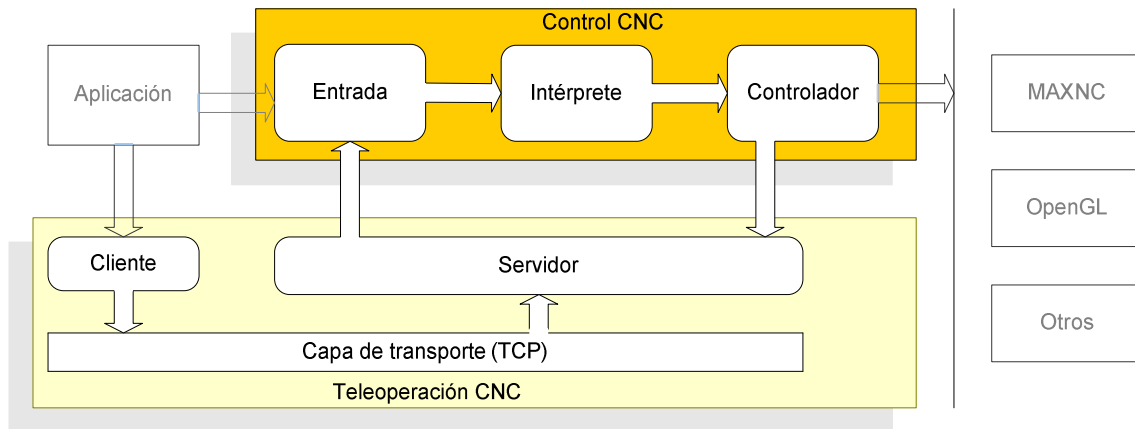 Control CNC
Aplicación
Entrada
Intérprete
Controlador
MAXNC
OpenGL
Cliente
Servidor
Otros
Capa de transporte (TCP)
Teleoperación CNC